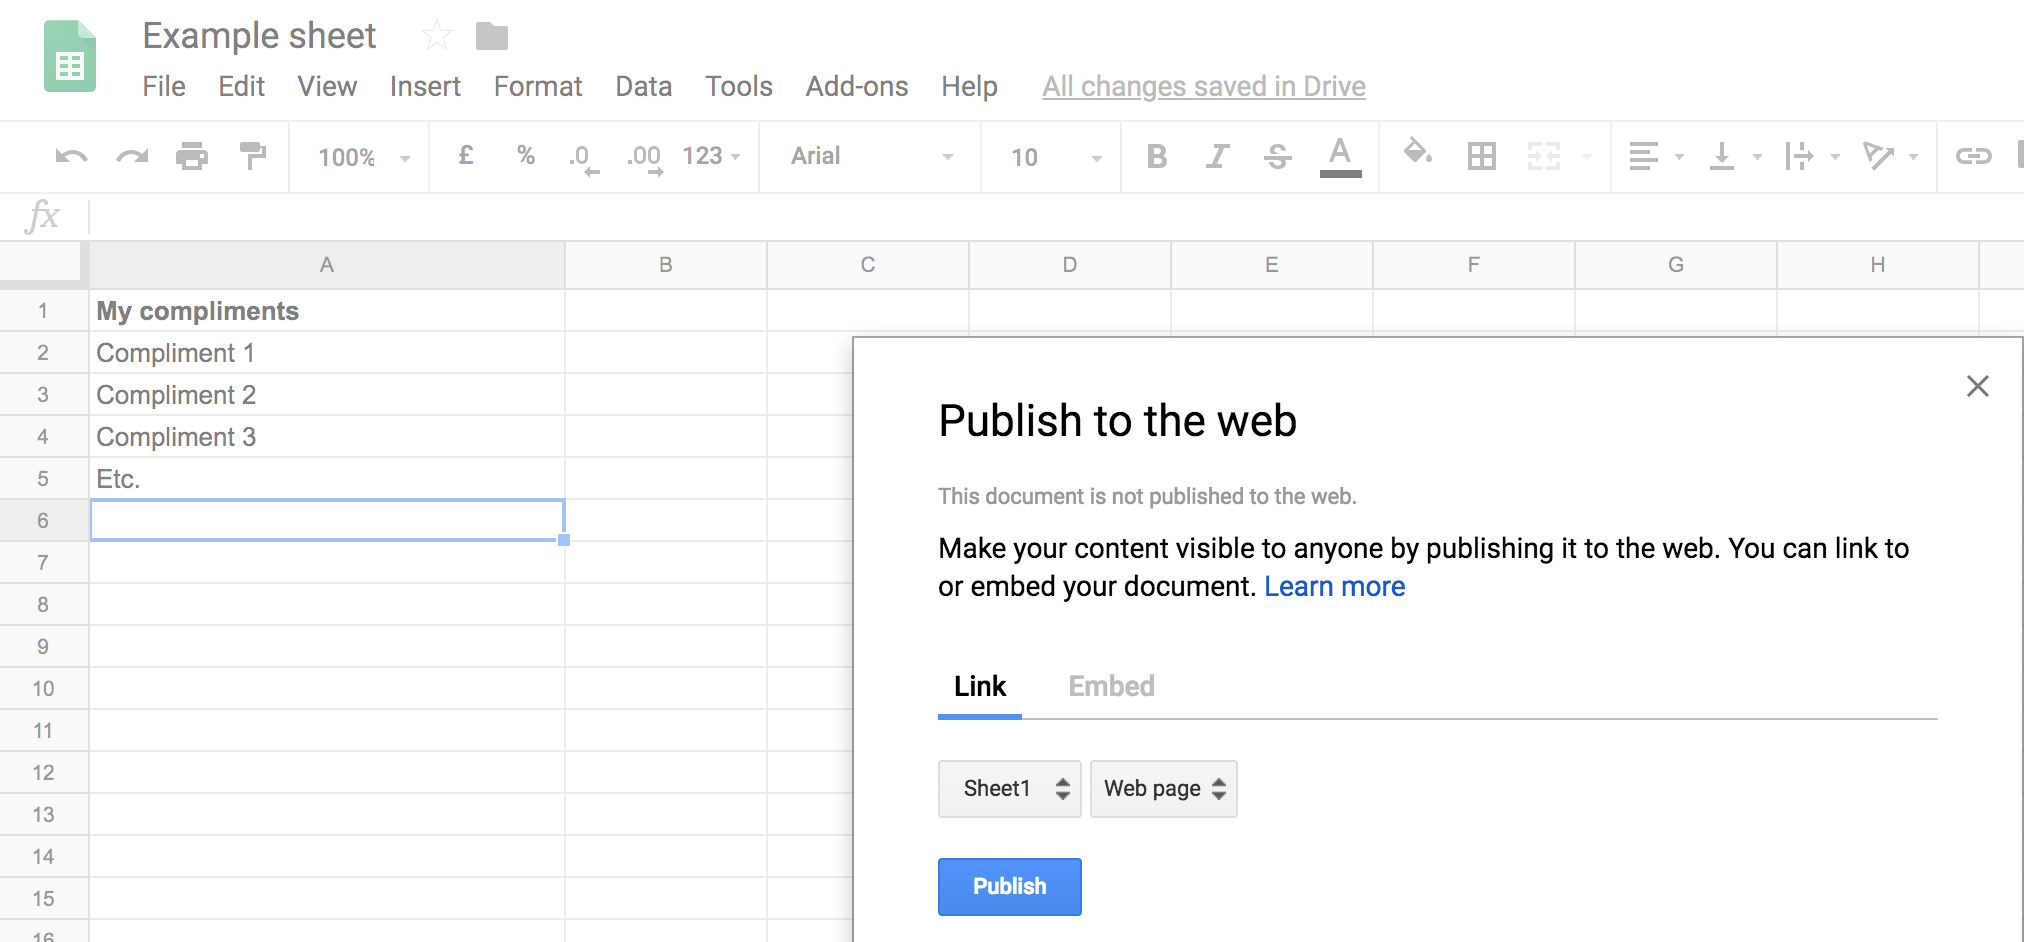 Example sheet
File Edit View Insert Format Data Tools Add-ons Help All changes saved in Drive
100% £ % .0 .00 123 Arial 10 B I S A
fx
A B C D E F G H
1 My compliments
2 Compliment 1
3 Compliment 2
4 Compliment 3
5 Etc.
6
7
8
9
10
11
12
13
14
15
16
Publish to the web
This document is not published to the web.
Make your content visible to anyone by publishing it to the web. You can link to
or embed your document. Learn more
Link Embed
Sheet1 Web page
Publish